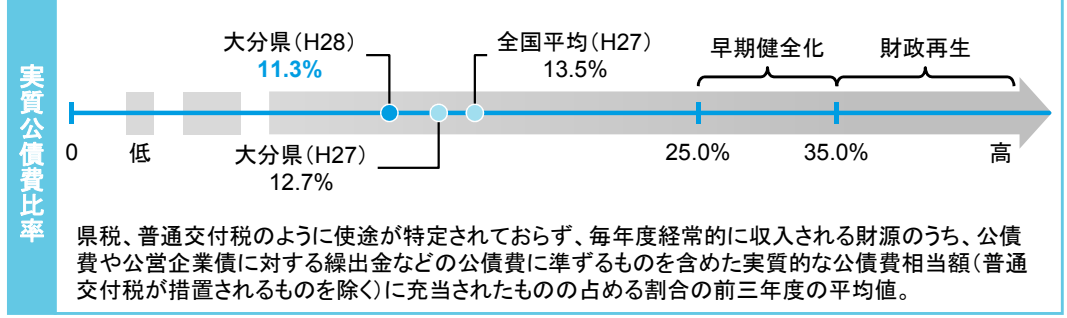 実質公債費比率
大分県（H28）
11.3%
全国平均（H27）
13.5%
早期健全化
財政再生
0
低
大分県（H27）
12.7%
25.0%
35.0%
高
県税、普通交付税のように使途が特定されておらず、毎年度経常的に収入される財源のうち、公債
費や公営企業債に対する繰出金などの公債費に準ずるものを含めた実質的な公債費相当額（普通
交付税が措置されるものを除く）に充当されたものの占める割合の前三年度の平均値。